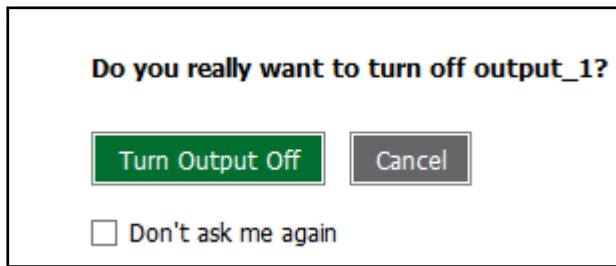 Do you really want to turn off output_1?
Turn Output Off Cancel
Don't ask me again